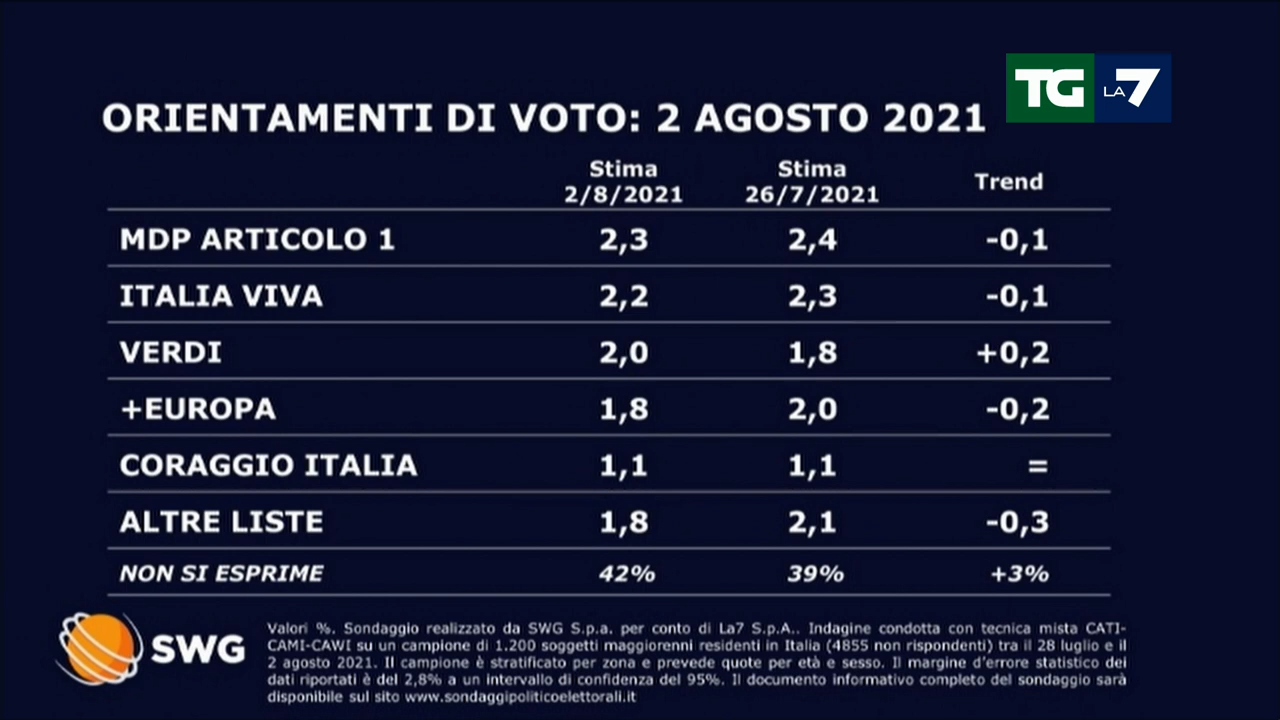 TG LA7
ORIENTAMENTI DI VOTO: 2 AGOSTO 2021
Stima 2/8/2021 Stima 26/7/2021 Trend
MDP ARTICOLO 1 2,3 2,4 -0,1
ITALIA VIVA 2,2 2,3 -0,1
VERDI 2,0 1,8 +0,2
+EUROPA 1,8 2,0 -0,2
CORAGGIO ITALIA 1,1 1,1 =
ALTRE LISTE 1,8 2,1 -0,3
NON SI ESPRIME 42% 39% +3%
SWG
Valori %. Sondaggio realizzato da SWG S.p.a. per conto di La7 S.p.A.. Indagine condotta con tecnica mista CATI-
CAMI-CAWI su un campione di 1.200 soggetti maggiorenni residenti in Italia (4855 non rispondenti) tra il 28 luglio e il
2 agosto 2021. Il campione è stratificato per zona e prevede quote per età e sesso. Il margine d'errore statistico dei
dati riportati è del 2,8% a un intervallo di confidenza del 95%. Il documento informativo completo del sondaggio sarà
disponibile sul sito www.sondaggipoliticoelettorali.it